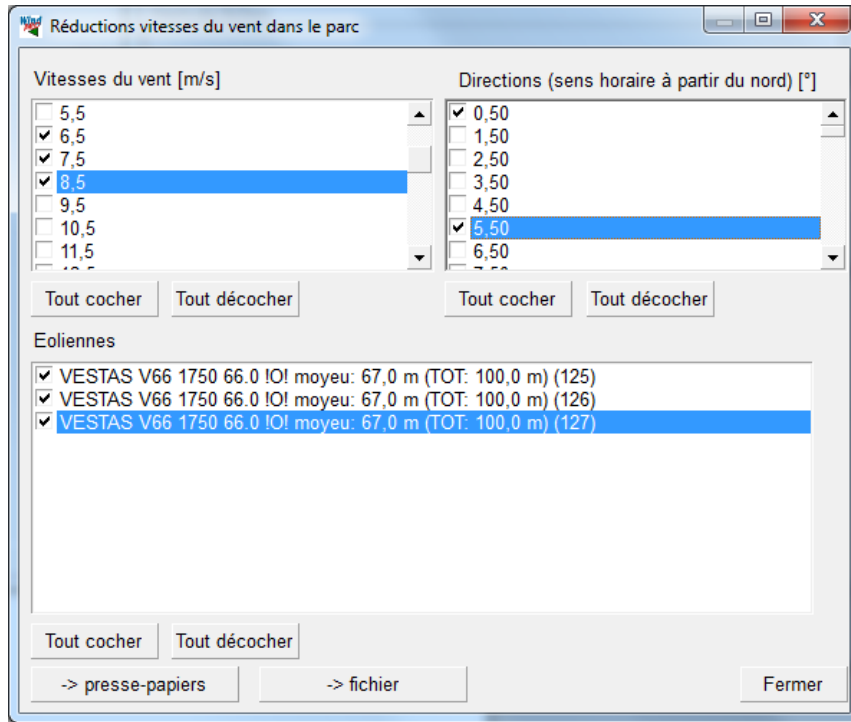 Réductions vitesses du vent dans le parc
Vitesses du vent [m/s]
5,5
6,5
7,5
8,5
9,5
10,5
11,5
Tout cocher
Tout décocher
Directions (sens horaire à partir du nord) [°]
0,50
1,50
2,50
3,50
4,50
5,50
6,50
Tout cocher
Tout décocher
Eoliennes
VESTAS V66 1750 66.0 !O! moyeu: 67,0 m (TOT: 100,0 m) (125)
VESTAS V66 1750 66.0 !O! moyeu: 67,0 m (TOT: 100,0 m) (126)
VESTAS V66 1750 66.0 !O! moyeu: 67,0 m (TOT: 100,0 m) (127)
Tout cocher
Tout décocher
-> presse-papiers
-> fichier
Fermer